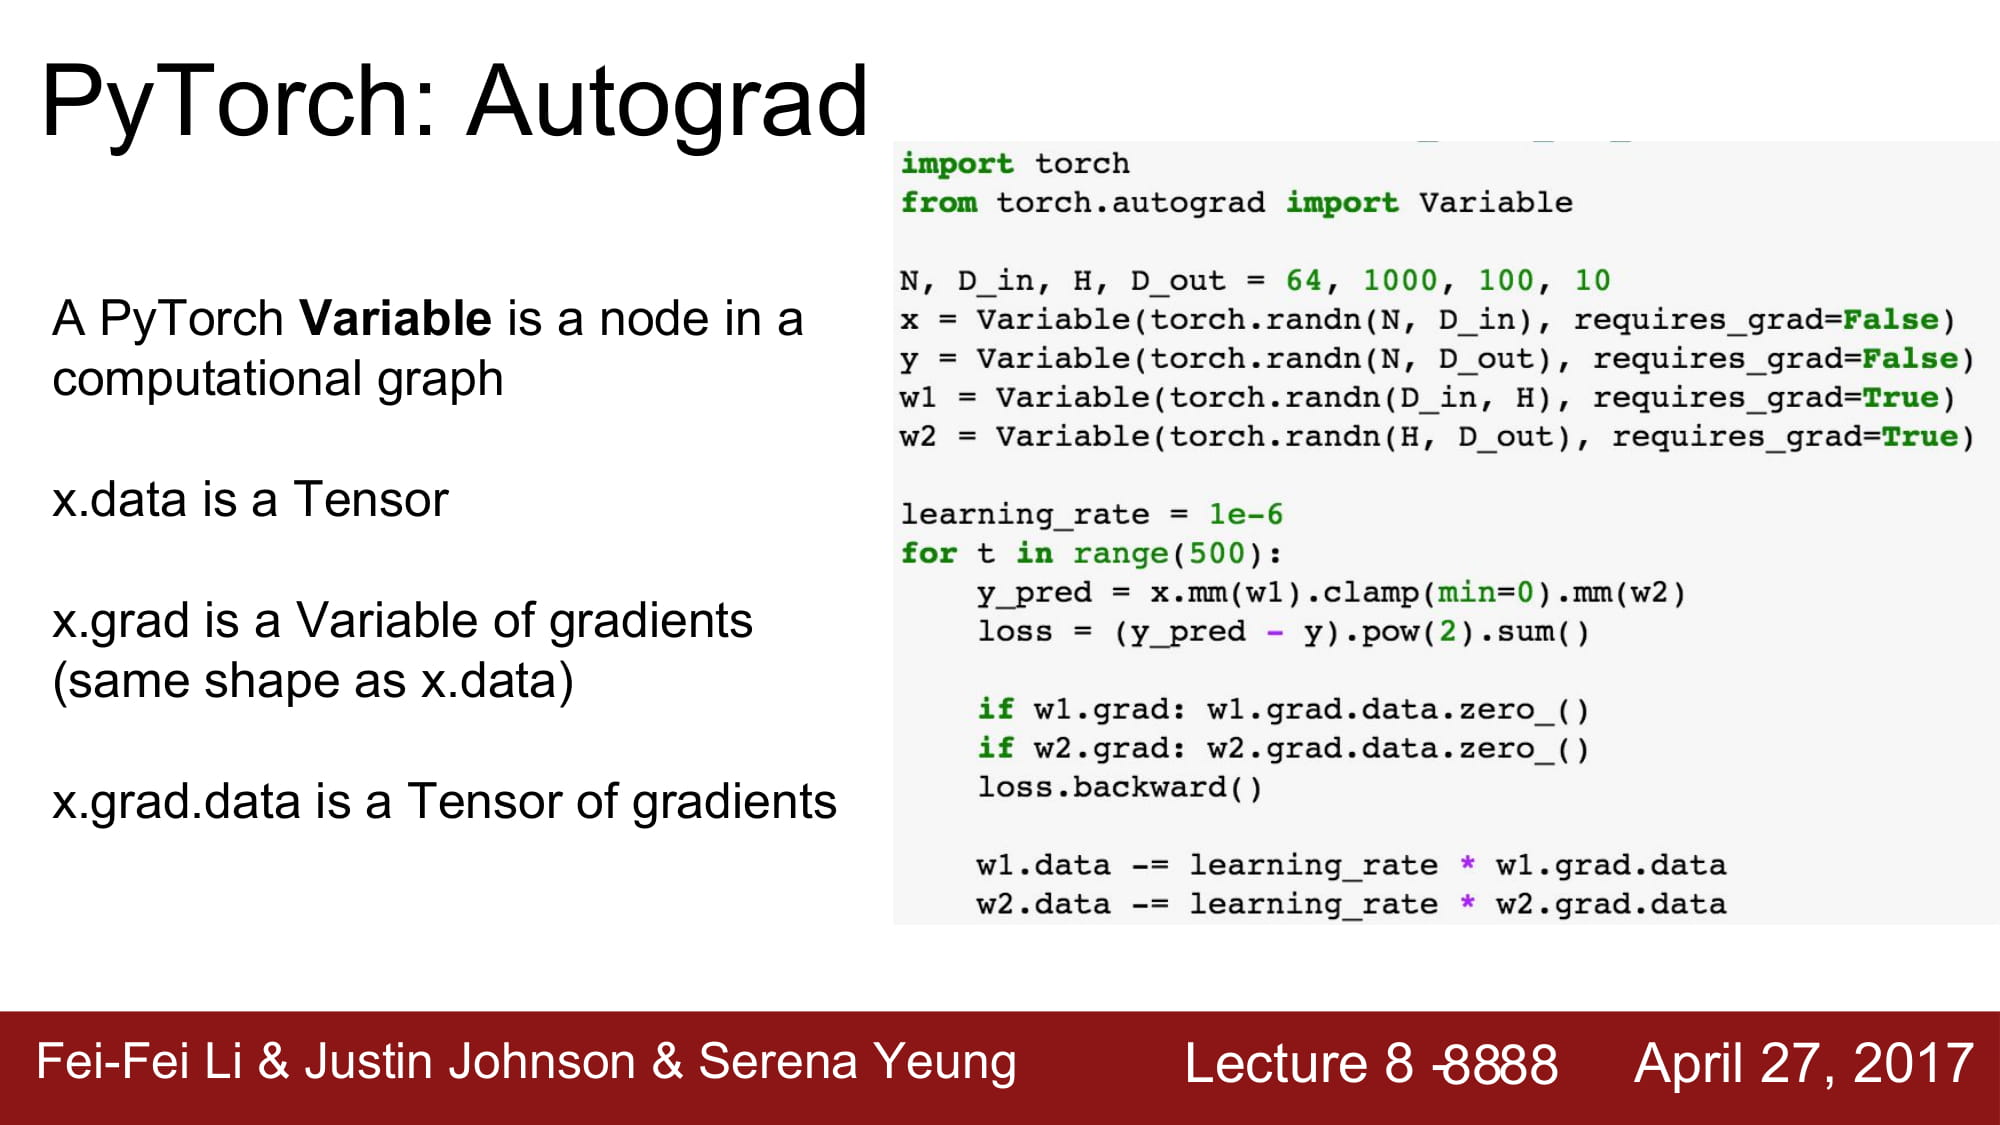 PyTorch: Autograd
A PyTorch Variable is a node in a
computational graph
x.data is a Tensor
x.grad is a Variable of gradients
(same shape as x.data)
x.grad.data is a Tensor of gradients
import torch
from torch.autograd import Variable
N, D_in, H, D_out = 64, 1000, 100, 10
x = Variable(torch.randn(N, D_in), requires_grad=False)
y = Variable(torch.randn(N, D_out), requires_grad=False)
w1 = Variable(torch.randn(D_in, H), requires_grad=True)
w2 = Variable(torch.randn(H, D_out), requires_grad=True)
learning_rate = 1e-6
for t in range(500):
    y_pred = x.mm(w1).clamp(min=0).mm(w2)
    loss = (y_pred - y).pow(2).sum()
    if w1.grad: w1.grad.data.zero_()
    if w2.grad: w2.grad.data.zero_()
    loss.backward()
    w1.data -= learning_rate * w1.grad.data
    w2.data -= learning_rate * w2.grad.data
Fei-Fei Li & Justin Johnson & Serena Yeung
Lecture 8 -8888
April 27, 2017